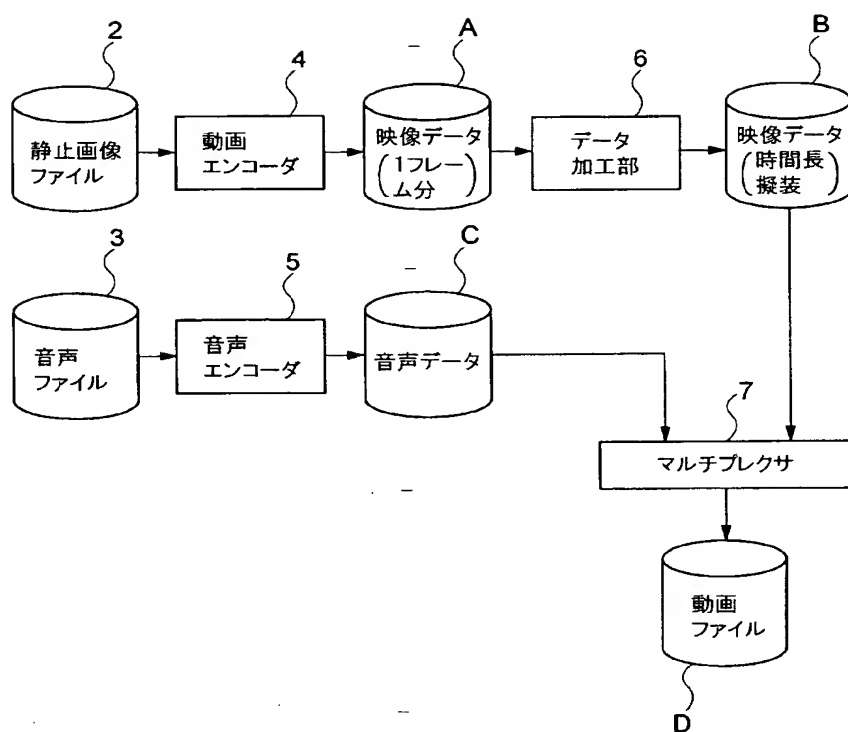 2
静止画像
ファイル
4
動画
エンコーダ
A
映像データ
(1フレー
ム分)
6
データ
加工部
B
映像データ
(時間長
擬装)
3
音声
ファイル
5
音声
エンコーダ
C
音声データ
7
マルチプレクサ
動画
ファイル
D